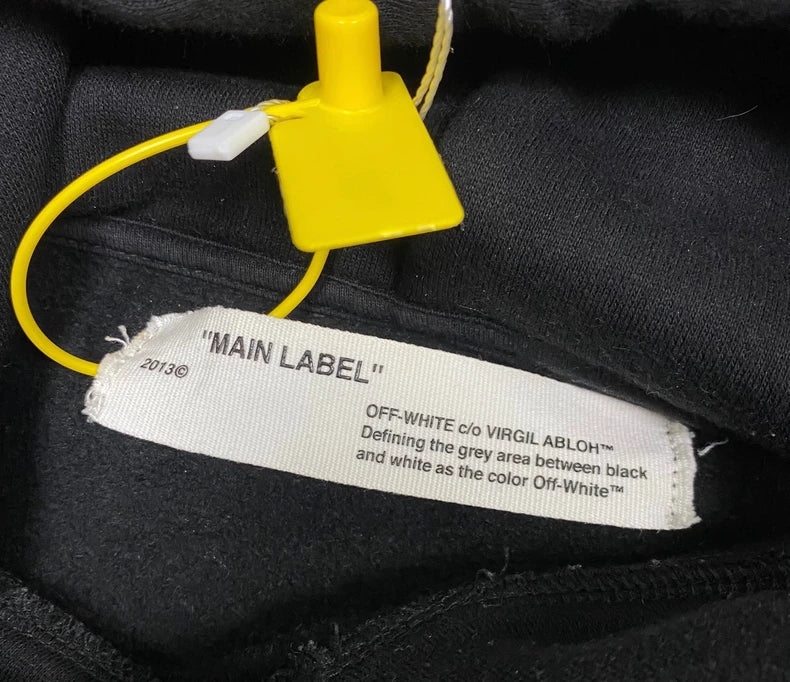 "MAIN LABEL"
2013©
OFF-WHITE c/o VIRGIL ABLOH™
Defining the grey area between black
and white as the color Off-White™